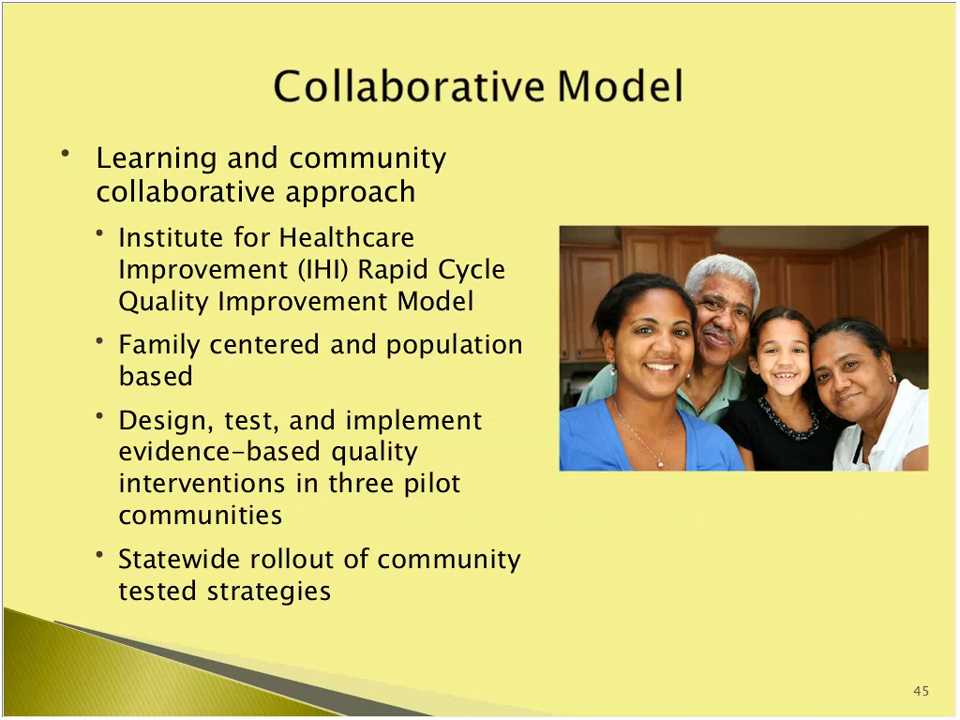 Collaborative Model
• Learning and community
collaborative approach
• Institute for Healthcare
Improvement (IHI) Rapid Cycle
Quality Improvement Model
• Family centered and population
based
• Design, test, and implement
evidence-based quality
interventions in three pilot
communities
• Statewide rollout of community
tested strategies
45